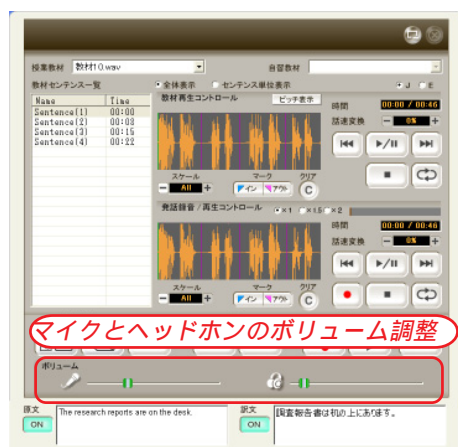 授業教材 教材10.wav 自習教材
教材センテンス一覧 全体表示 センテンス単位表示 J E
Name Time
Sentence(1) 00:00
Sentence(2) 00:08
Sentence(3) 00:15
Sentence(4) 00:22
教材再生コントロール ピッチ表示
時間 00:00 / 00:46
話速変換 － 0% ＋
スケール マーク クリア
－ All ＋ イン アウト C
発話録音/再生コントロール ×1 ×1.5 ×2
時間 00:00 / 00:46
話速変換 － 0% ＋
スケール マーク クリア
－ All ＋ イン アウト C
マイクとヘッドホンのボリューム調整
ボリューム
原文 ON The research reports are on the desk.
訳文 ON 調査報告書は机の上にあります。